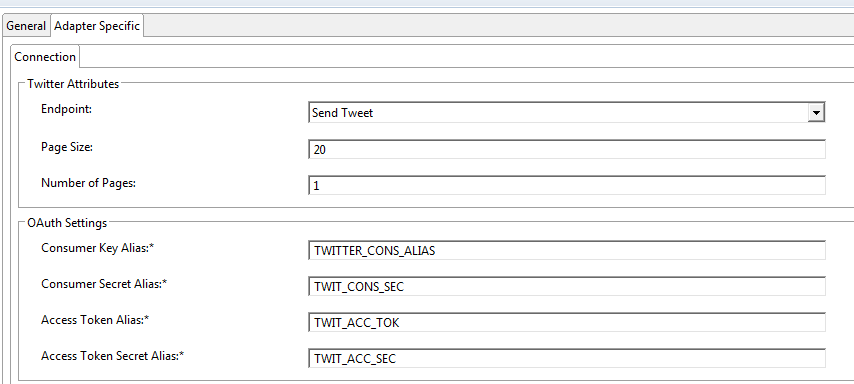 General Adapter Specific
Connection
Twitter Attributes
Endpoint: Send Tweet
Page Size: 20
Number of Pages: 1
OAuth Settings
Consumer Key Alias:* TWITTER_CONS_ALIAS
Consumer Secret Alias:* TWIT_CONS_SEC
Access Token Alias:* TWIT_ACC_TOK
Access Token Secret Alias:* TWIT_ACC_SEC